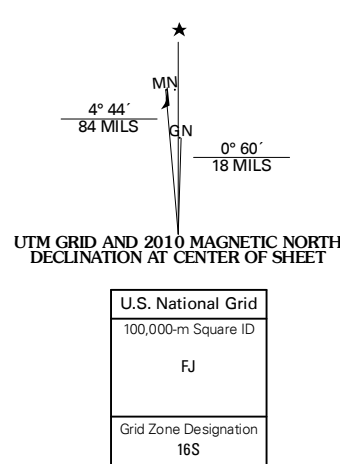 ★
MN
4° 44´
84 MILS
GN
0° 60´
18 MILS
UTM GRID AND 2010 MAGNETIC NORTH
DECLINATION AT CENTER OF SHEET
U.S. National Grid
100,000-m Square ID
FJ
Grid Zone Designation
16S